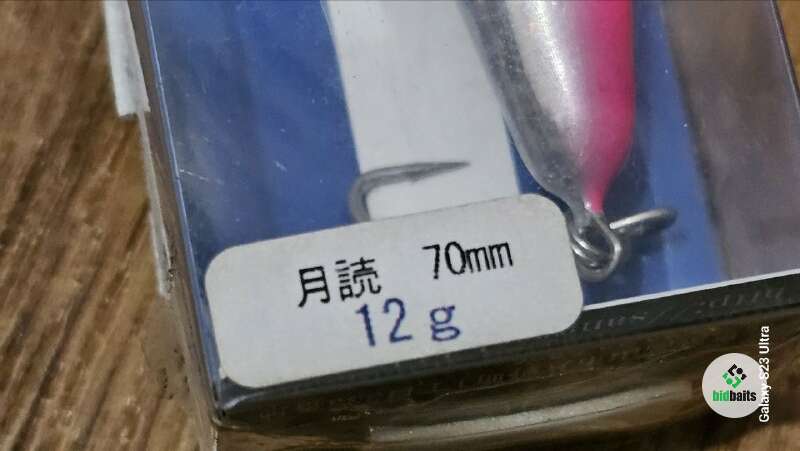 月読 70mm
12g
bidbaits
Galaxy S23 Ultra